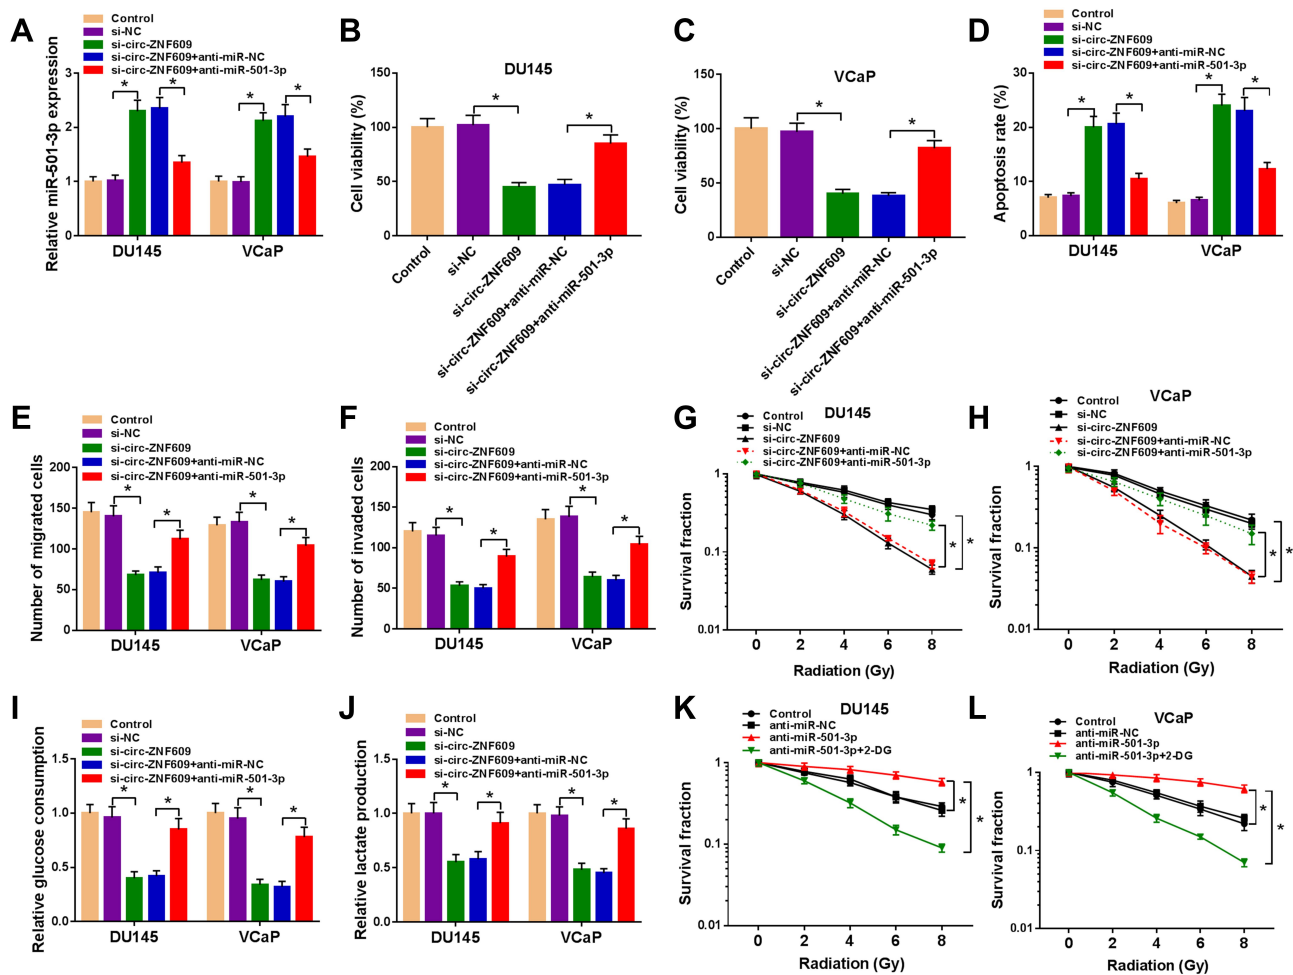 A
Control
si-NC
si-circ-ZNF609
si-circ-ZNF609+anti-miR-NC
si-circ-ZNF609+anti-miR-501-3p
Relative miR-501-3p expression
3
2
1
0
* * * *
DU145 VCaP
B
DU145
Cell viability (%)
150
100
50
0
* *
Control
si-NC
si-circ-ZNF609
si-circ-ZNF609+anti-miR-NC
si-circ-ZNF609+anti-miR-501-3p
C
VCaP
Cell viability (%)
150
100
50
0
* *
Control
si-NC
si-circ-ZNF609
si-circ-ZNF609+anti-miR-NC
si-circ-ZNF609+anti-miR-501-3p
D
Control
si-NC
si-circ-ZNF609
si-circ-ZNF609+anti-miR-NC
si-circ-ZNF609+anti-miR-501-3p
Apoptosis rate (%)
30
20
10
0
* * * *
DU145 VCaP
E
Control
si-NC
si-circ-ZNF609
si-circ-ZNF609+anti-miR-NC
si-circ-ZNF609+anti-miR-501-3p
Number of migrated cells
200
150
100
50
0
* * * *
DU145 VCaP
F
Control
si-NC
si-circ-ZNF609
si-circ-ZNF609+anti-miR-NC
si-circ-ZNF609+anti-miR-501-3p
Number of invaded cells
200
150
100
50
0
* * * *
DU145 VCaP
G
DU145
Control
si-NC
si-circ-ZNF609
si-circ-ZNF609+anti-miR-NC
si-circ-ZNF609+anti-miR-501-3p
Survival fraction
1
0.1
0.01
* *
0 2 4 6 8
Radiation (Gy)
H
VCaP
Control
si-NC
si-circ-ZNF609
si-circ-ZNF609+anti-miR-NC
si-circ-ZNF609+anti-miR-501-3p
Survival fraction
1
0.1
0.01
* *
0 2 4 6 8
Radiation (Gy)
I
Control
si-NC
si-circ-ZNF609
si-circ-ZNF609+anti-miR-NC
si-circ-ZNF609+anti-miR-501-3p
Relative glucose consumption
1.5
1.0
0.5
0.0
* * * *
DU145 VCaP
J
Control
si-NC
si-circ-ZNF609
si-circ-ZNF609+anti-miR-NC
si-circ-ZNF609+anti-miR-501-3p
Relative lactate production
1.5
1.0
0.5
0.0
* * * *
DU145 VCaP
K
DU145
Control
anti-miR-NC
anti-miR-501-3p
anti-miR-501-3p+2-DG
Survival fraction
1
0.1
0.01
* *
0 2 4 6 8
Radiation (Gy)
L
VCaP
Control
anti-miR-NC
anti-miR-501-3p
anti-miR-501-3p+2-DG
Survival fraction
1
0.1
0.01
* *
0 2 4 6 8
Radiation (Gy)